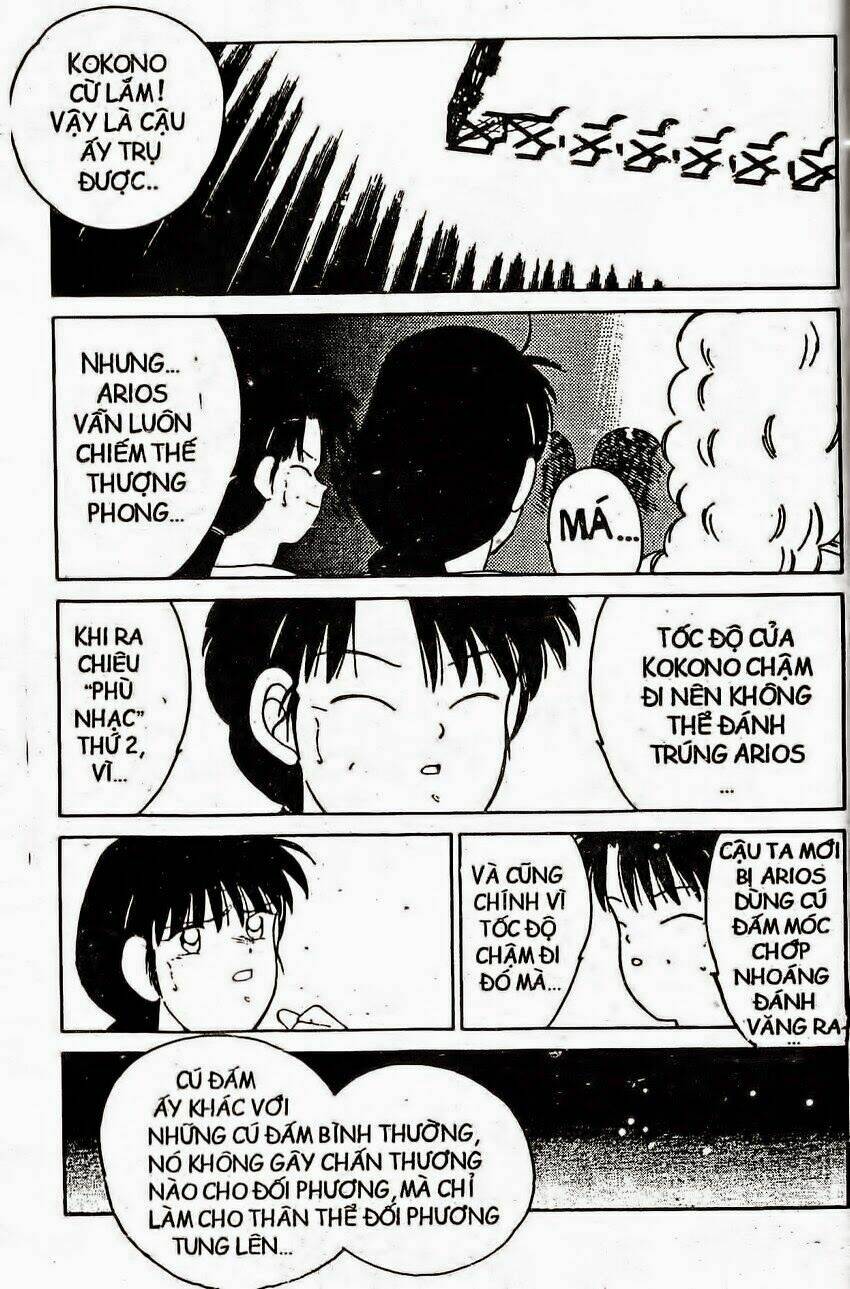 KOKONO
CỪ LẮM!
VẬY LÀ CẬU
ẤY TRỤ
ĐƯỢC..
NHƯNG...
ARIOS
VẪN LUÔN
CHIẾM THẾ
THƯỢNG
PHONG...
MÁ...
KHI RA
CHIÊU
"PHÙ
NHẠC"
THỨ 2,
VÌ...
TỐC ĐỘ CỦA
KOKONO CHẬM
ĐI NÊN KHÔNG
THỂ ĐÁNH
TRÚNG ARIOS
...
VÀ CŨNG
CHÍNH VÌ
TỐC ĐỘ
CHẬM ĐI
ĐÓ MÀ...
CẬU TA MỚI
BỊ ARIOS
DÙNG CÚ
ĐẤM MÓC
CHỚP
NHOÁNG
ĐÁNH
VĂNG RA
...
CÚ ĐẤM
ẤY KHÁC VỚI
NHỮNG CÚ ĐẤM BÌNH THƯỜNG,
NÓ KHÔNG GÂY CHẤN THƯƠNG
NÀO CHO ĐỐI PHƯƠNG, MÀ CHỈ
LÀM CHO THÂN THỂ ĐỐI PHƯƠNG
TUNG LÊN...